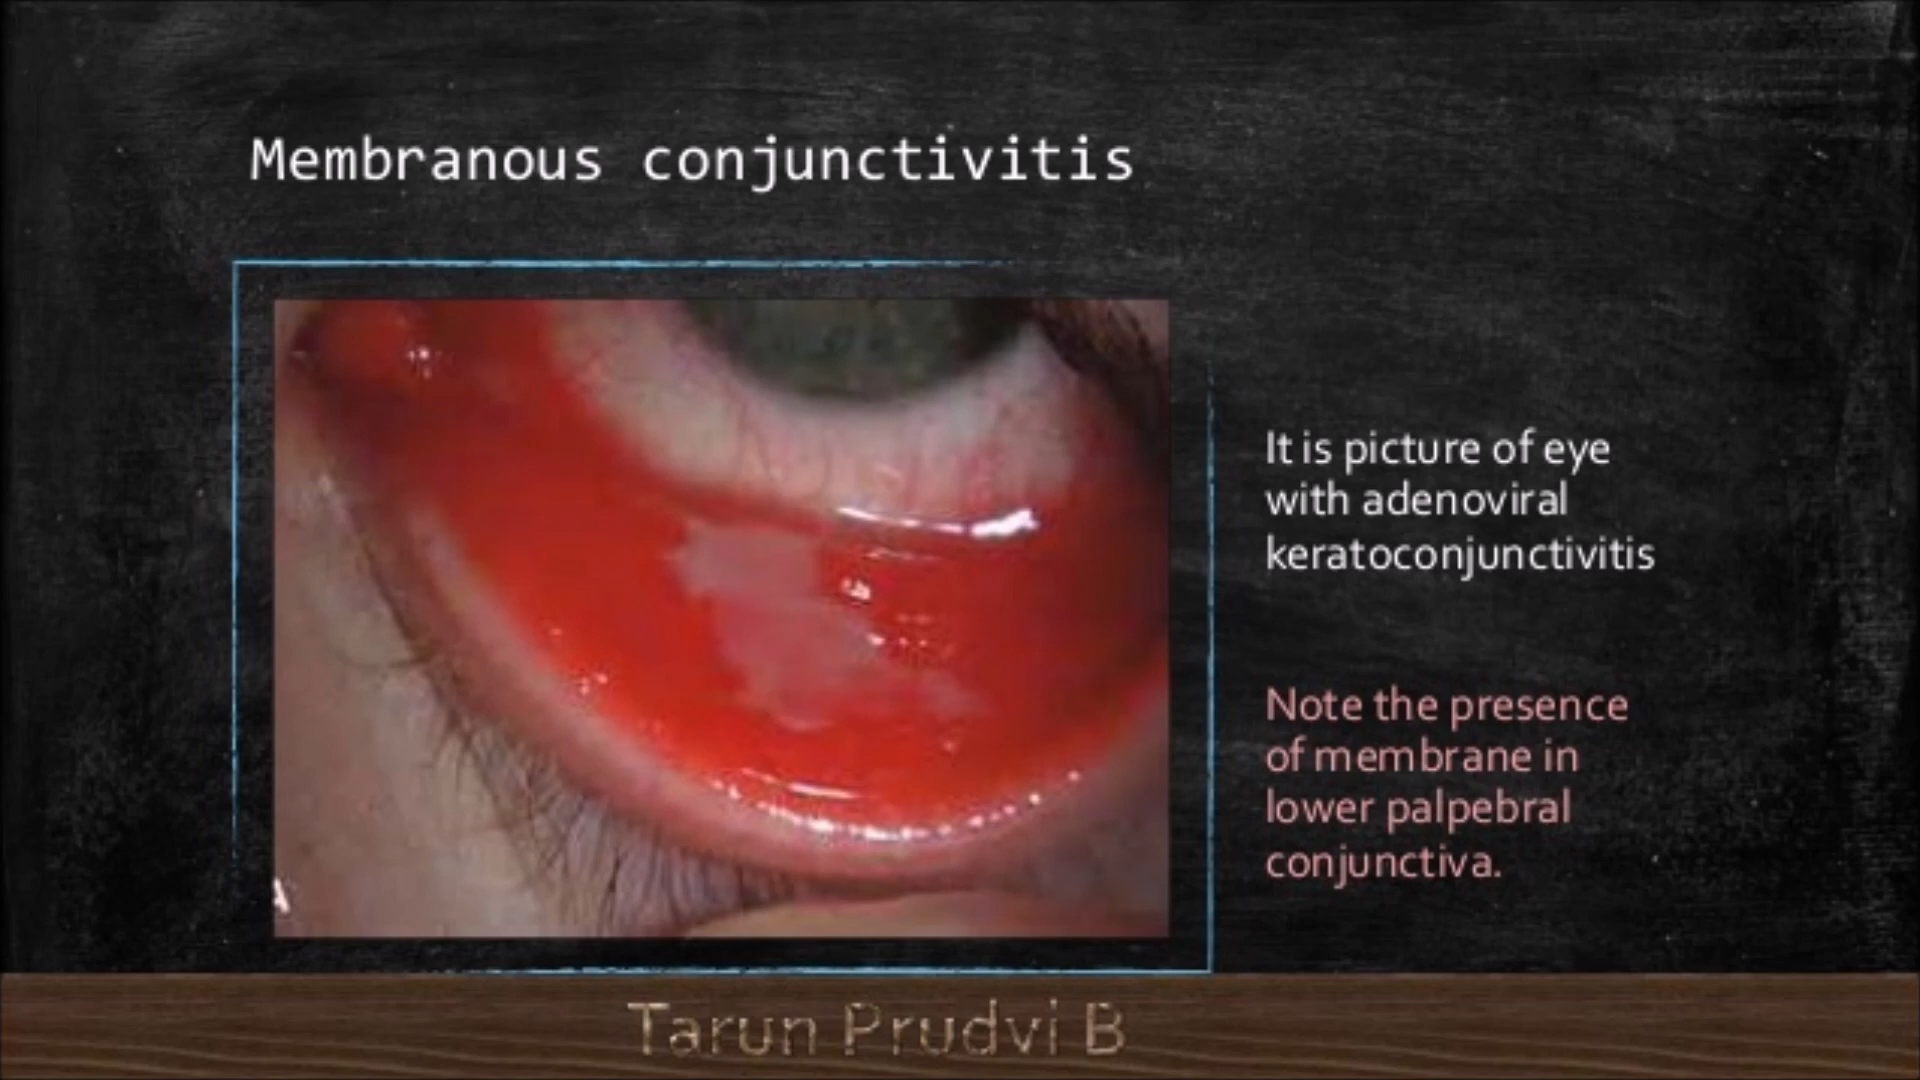 Membranous conjunctivitis
It is picture of eye
with adenoviral
keratoconjunctivitis
Note the presence
of membrane in
lower palpebral
conjunctiva.
Tarun Prudvi B